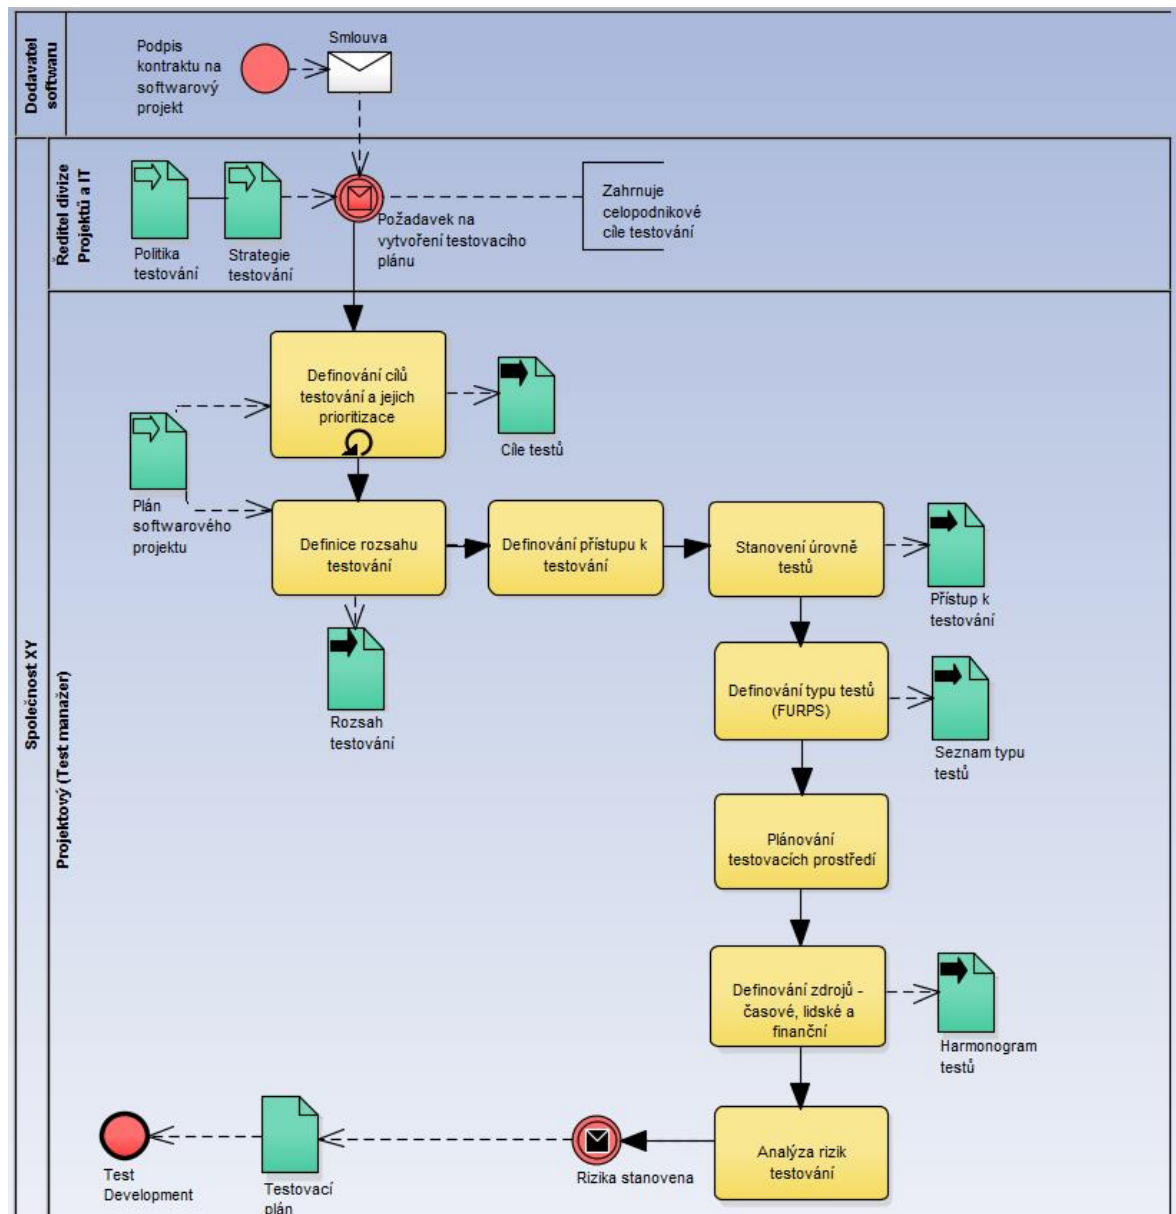 Dodavatel
softwaru
Podpis
kontraktu na
softwarový
projekt
Smlouva
Společnost XY
Ředitel divize
Projektů a IT
Politika
testování
Strategie
testování
Požadavek na
vytvoření testovacího
plánu
Zahrnuje
celopodnikové
cíle testování
Projektový (Test manažer)
Definování cílů
testování a jejich
prioritizace
Cíle testů
Plán
softwarového
projektu
Definice rozsahu
testování
Definování přístupu k
testování
Stanovení úrovně
testů
Přístup k
testování
Rozsah
testování
Definování typu testů
(FURPS)
Seznam typu
testů
Plánování
testovacích prostředí
Definování zdrojů -
časové, lidské a
finanční
Harmonogram
testů
Analýza rizik
testování
Rizika stanovena
Testovací
plán
Test
Development